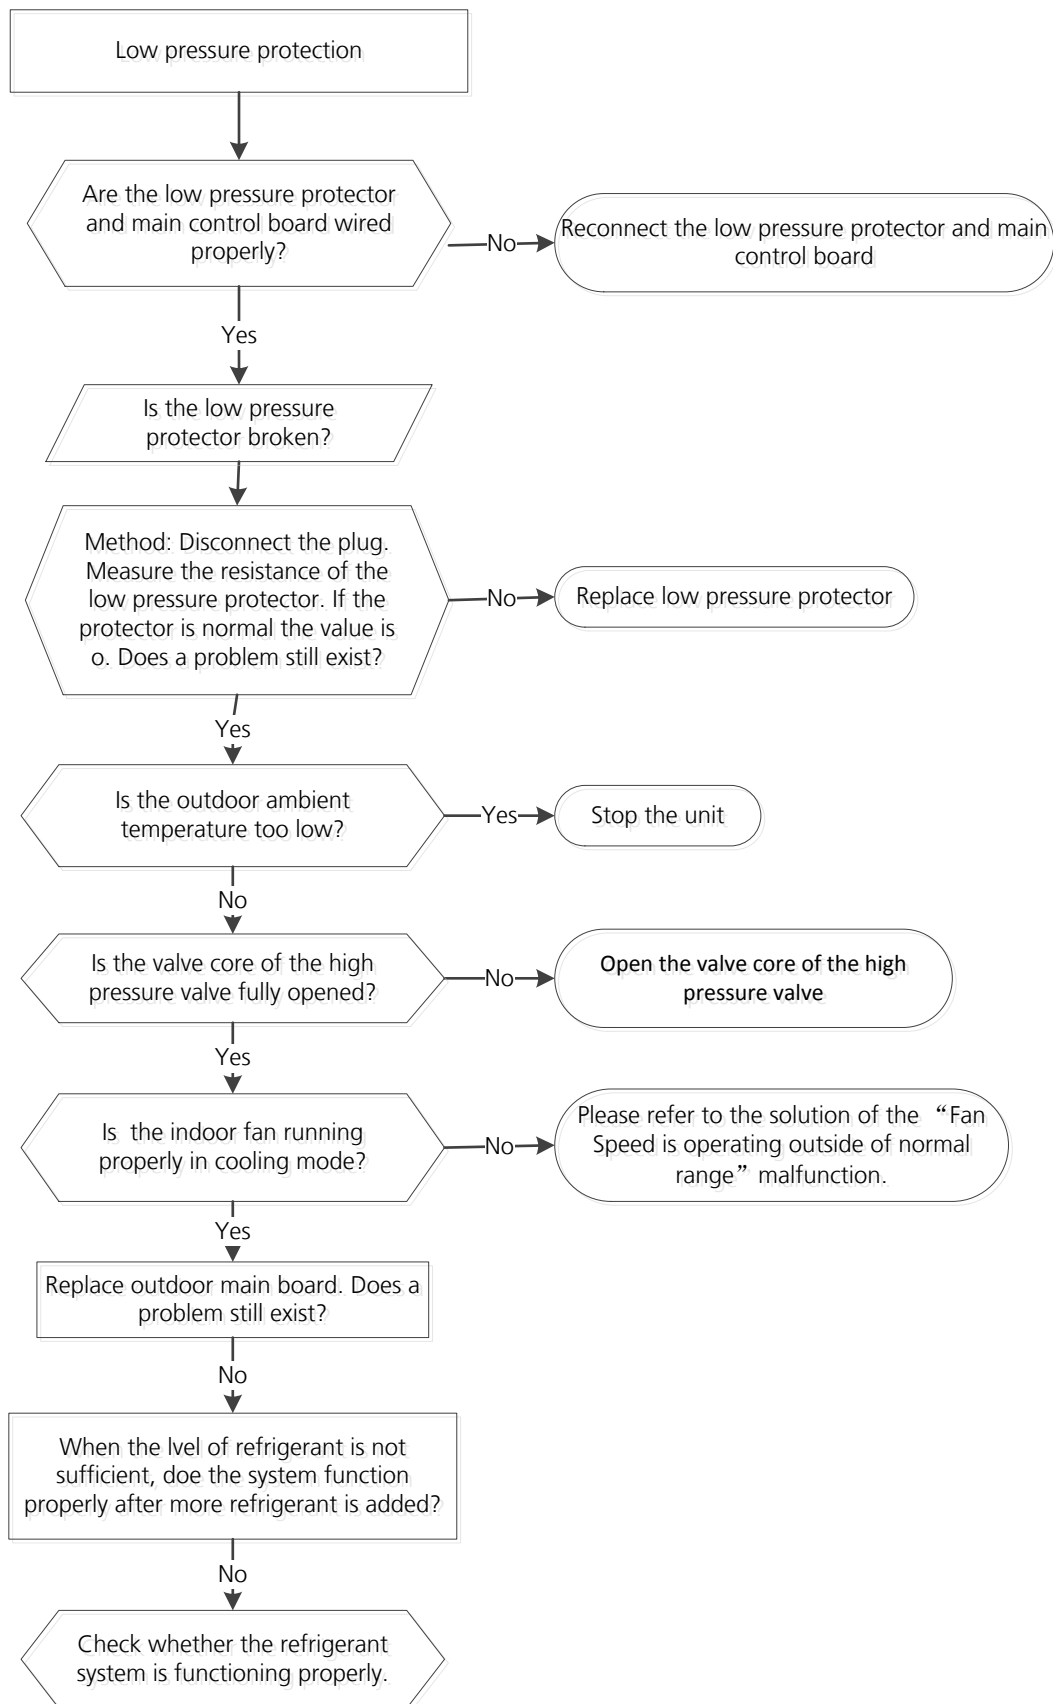 Low pressure protection
Are the low pressure protector
and main control board wired
properly?
No
Reconnect the low pressure protector and main
control board
Yes
Is the low pressure
protector broken?
Method: Disconnect the plug.
Measure the resistance of the
low pressure protector. If the
protector is normal the value is
o. Does a problem still exist?
No
Replace low pressure protector
Yes
Is the outdoor ambient
temperature too low?
Yes
Stop the unit
No
Is the valve core of the high
pressure valve fully opened?
No
Open the valve core of the high
pressure valve
Yes
Is the indoor fan running
properly in cooling mode?
No
Please refer to the solution of the “Fan
Speed is operating outside of normal
range” malfunction.
Yes
Replace outdoor main board. Does a
problem still exist?
No
When the lvel of refrigerant is not
sufficient, doe the system function
properly after more refrigerant is added?
No
Check whether the refrigerant
system is functioning properly.